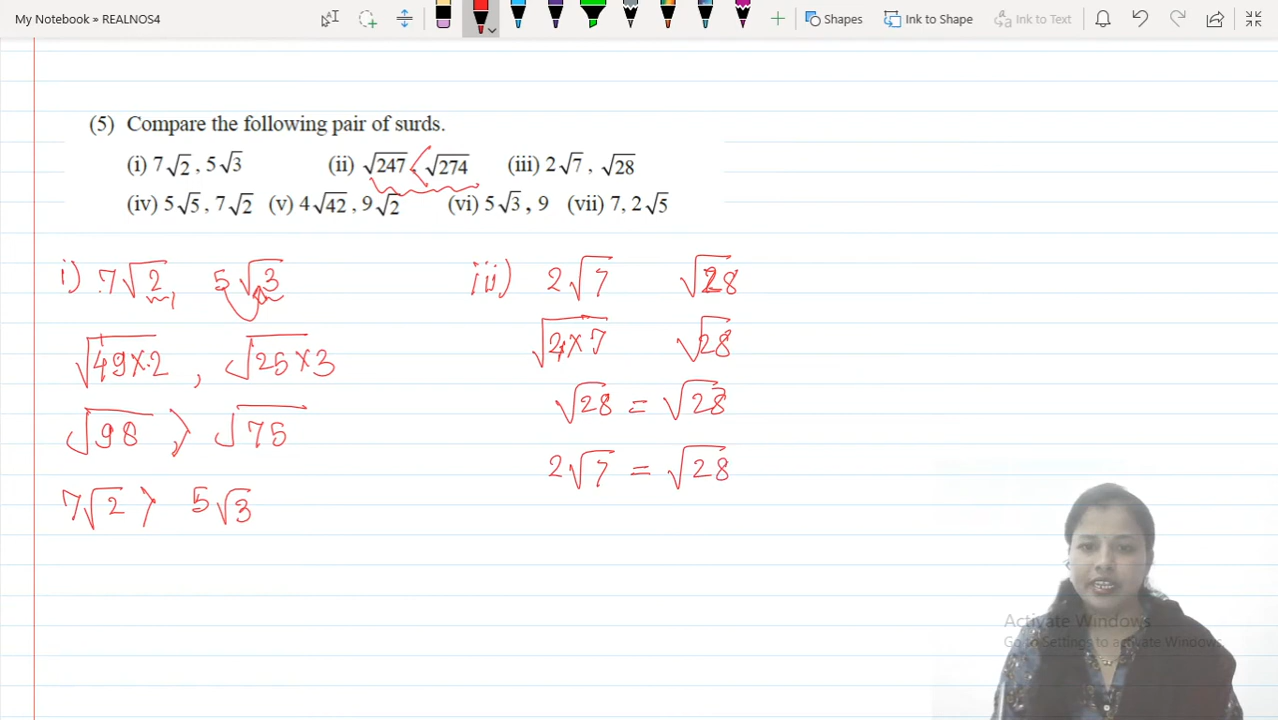 My Notebook » REALNOS4
Shapes Ink to Shape Ink to Text
(5) Compare the following pair of surds.
(i) 7√2 , 5√3 (ii) √247 < √274 (iii) 2√7 , √28
(iv) 5√5 , 7√2 (v) 4√42 , 9√2 (vi) 5√3 , 9 (vii) 7, 2√5
i) 7√2 5√3
√49×2 , √25×3
√98 > √75
7√2 > 5√3
iii) 2√7 √28
√4×7 √28
√28 = √28
2√7 = √28
Activate Windows
Go to Settings to activate Windows.